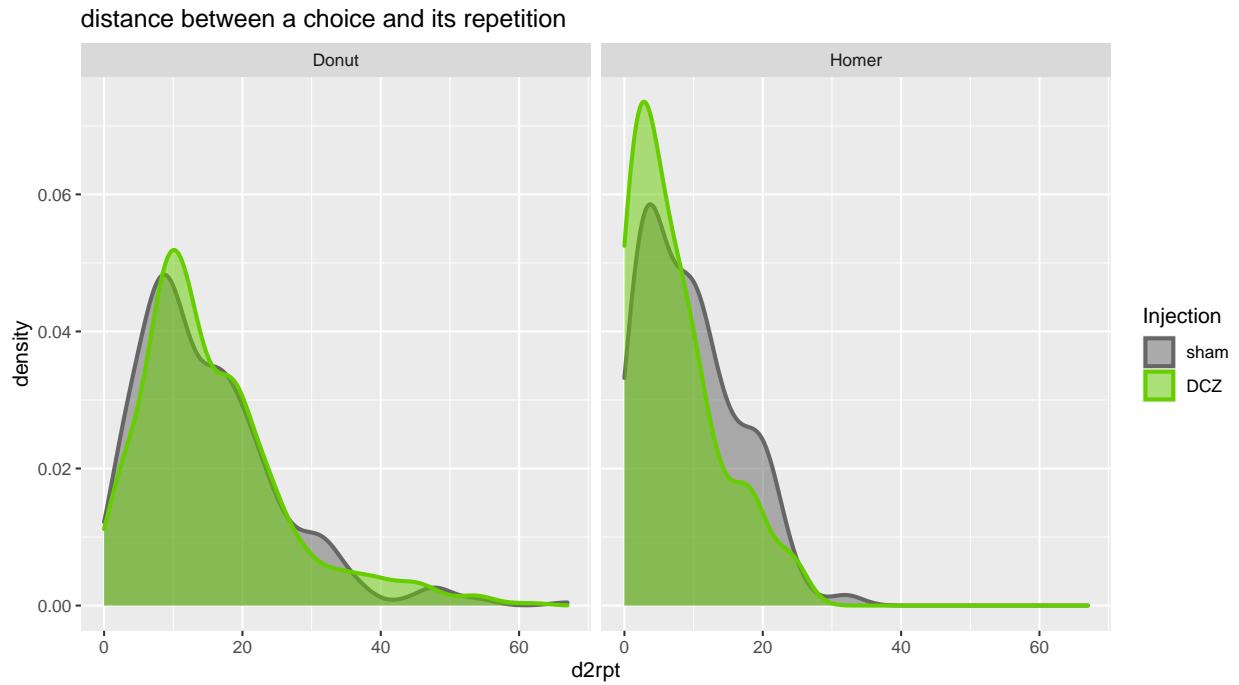 distance between a choice and its repetition
Donut
Homer
0.06
0.04
0.02
0.00
density
0
20
40
60
0
20
40
60
d2rpt
Injection
sham
DCZ